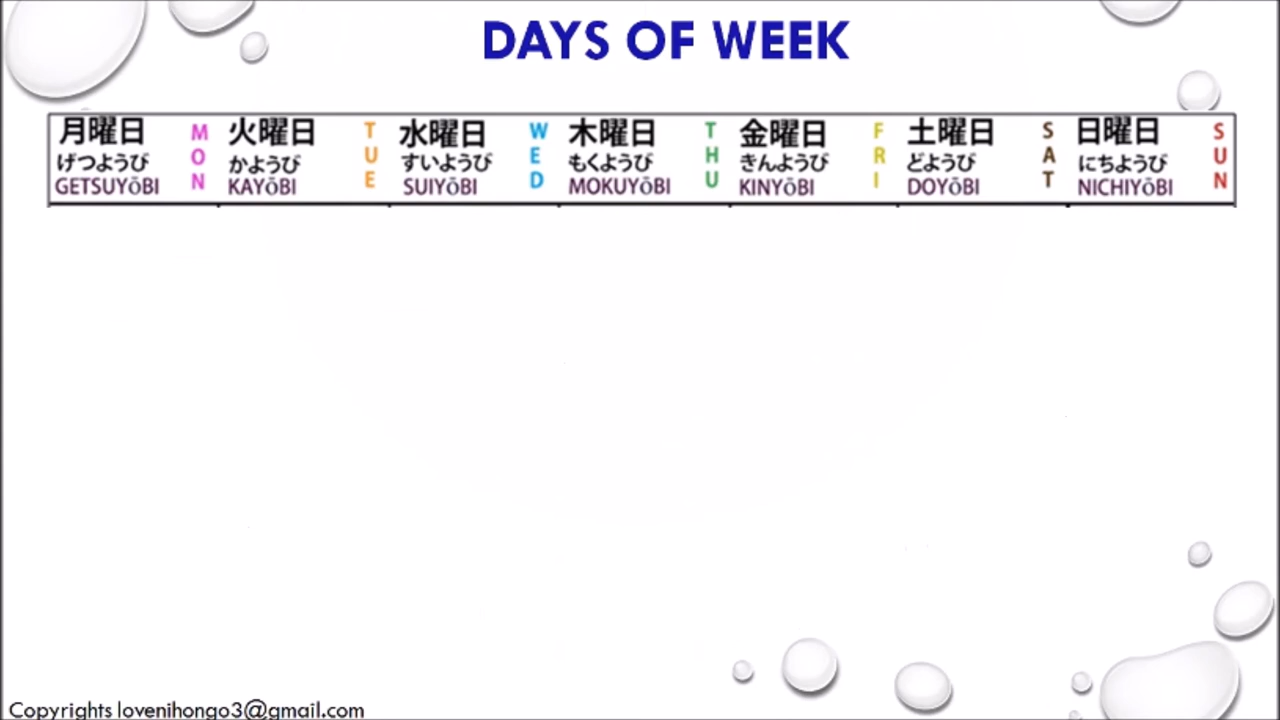 DAYS OF WEEK
月曜日 MON 火曜日 TUE 水曜日 WED 木曜日 THU 金曜日 FRI 土曜日 SAT 日曜日 SUN
げつようび かようび すいようび もくようび きんようび どようび にちようび
GETSUYōBI KAYōBI SUIYōBI MOKUYōBI KINYōBI DOYōBI NICHIYōBI
Copyrights lovenihongo3@gmail.com